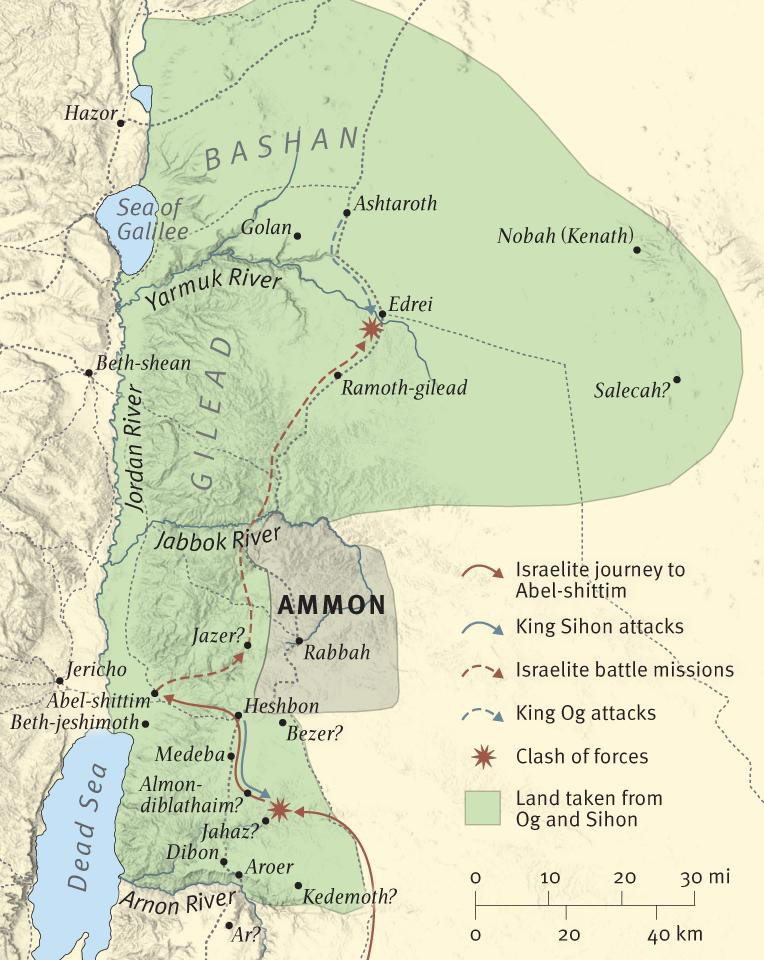 Hazor
BASHAN
Sea of
Galilee
Ashtaroth
Golan
Nobah (Kenath)
Yarmuk River
Edrei
Beth-shean
GILEAD
Ramoth-gilead
Salecah?
Jordan River
Jabbok River
AMMON
Jazer?
Rabbah
Jericho
Abel-shittim
Beth-jeshimoth
Heshbon
Bezer?
Medeba
Almon-
diblathaim?
Jahaz?
Dead Sea
Dibon
Aroer
Kedemoth?
Arnon River
Ar?
Israelite journey to
Abel-shittim
King Sihon attacks
Israelite battle missions
King Og attacks
Clash of forces
Land taken from
Og and Sihon
0 10 20 30 mi
0 20 40 km